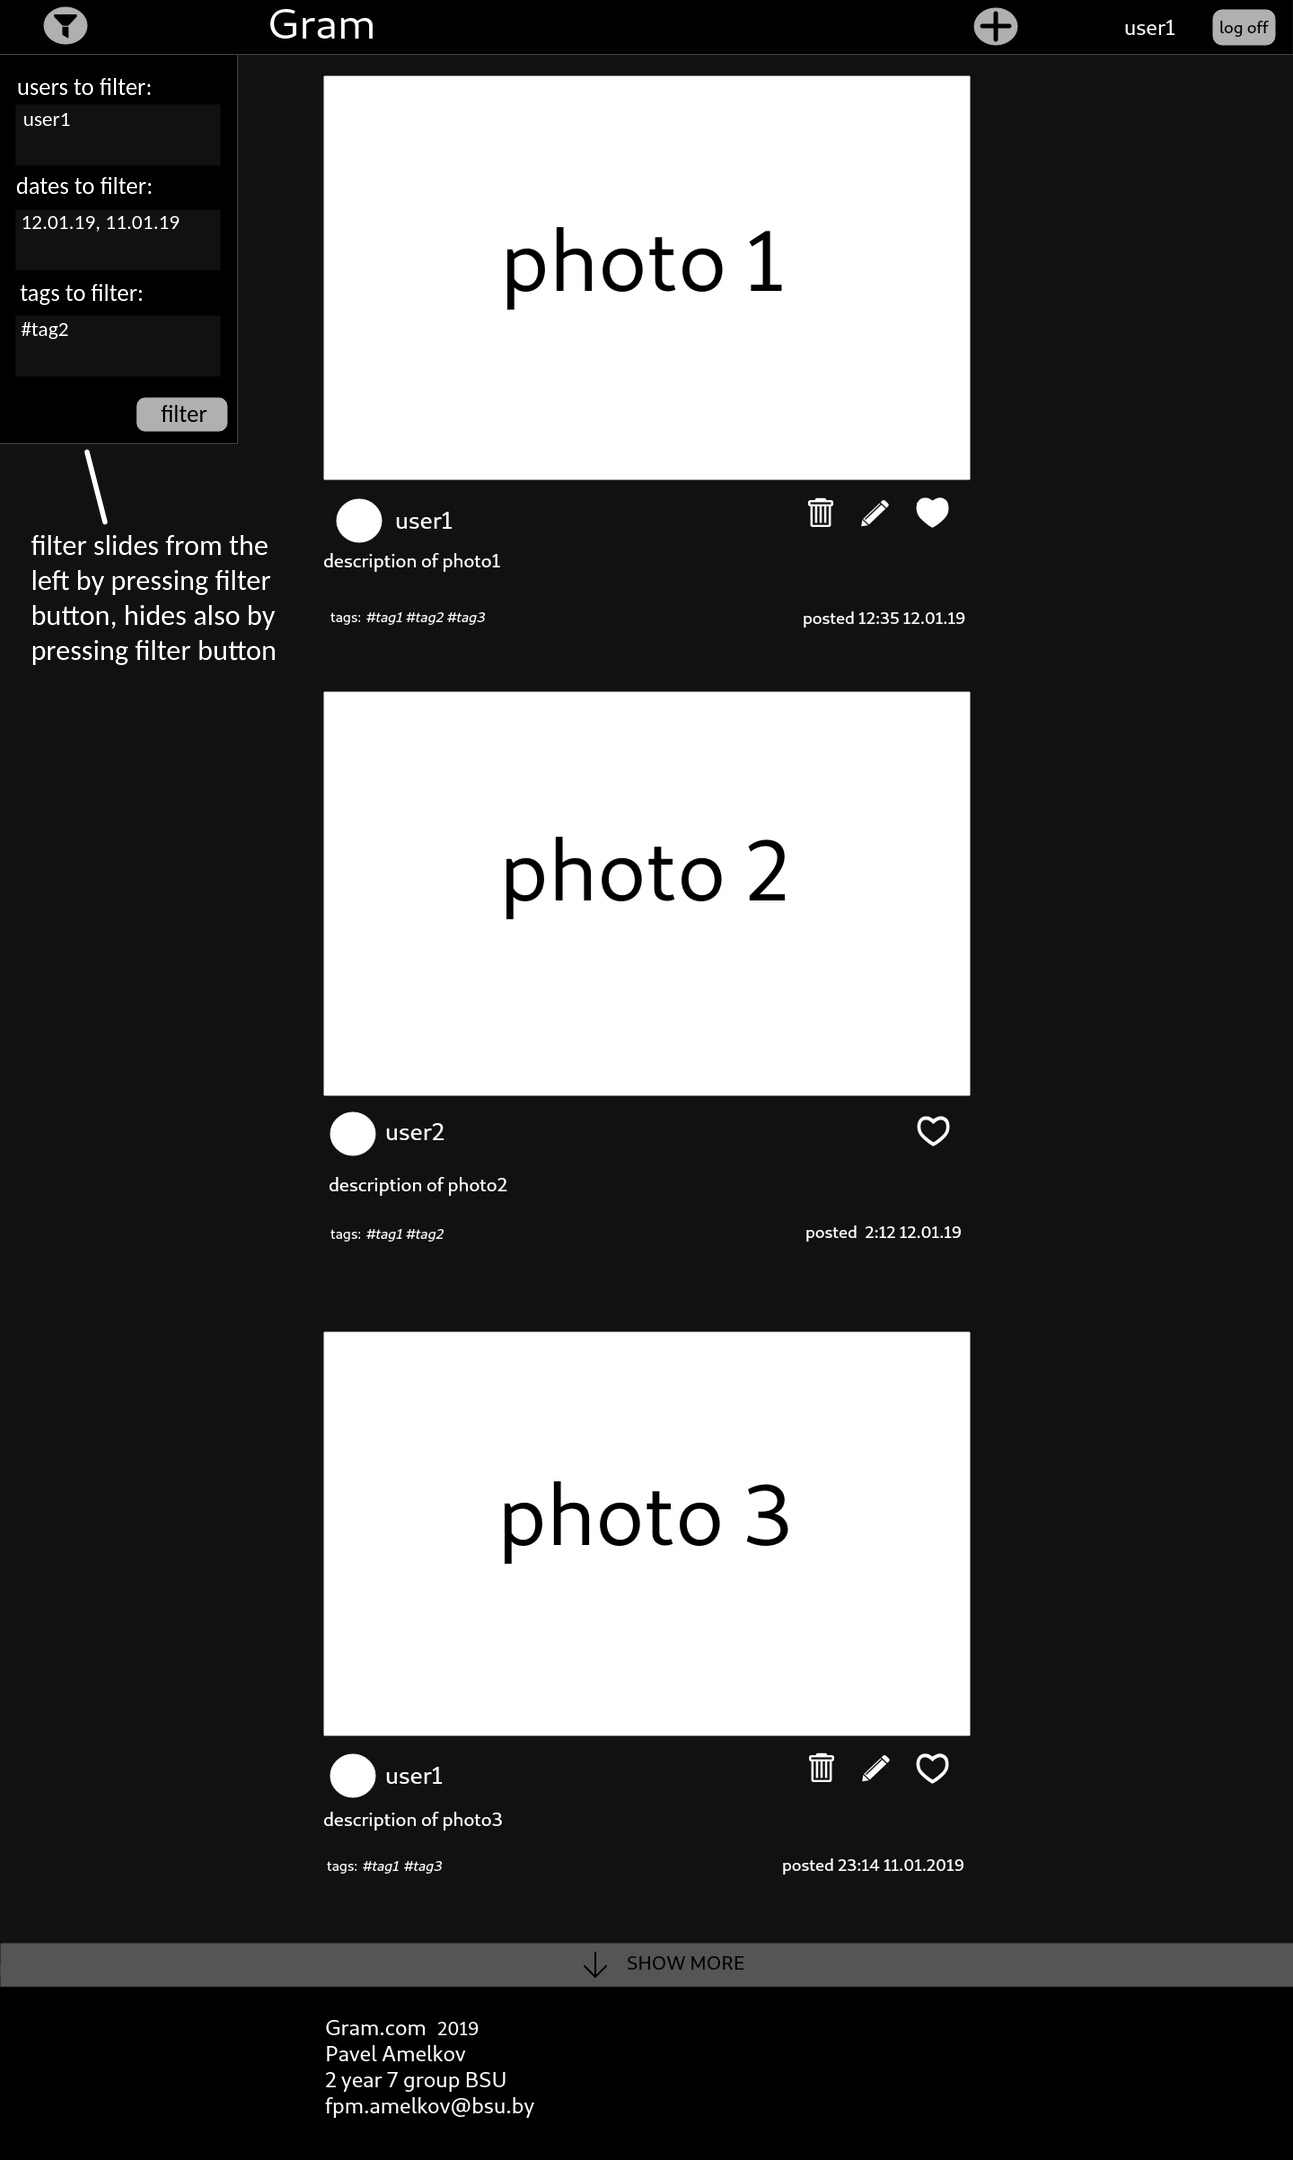 Gram
user1
log off
users to filter:
user1
dates to filter:
12.01.19, 11.01.19
tags to filter:
#tag2
filter
filter slides from the
left by pressing filter
button, hides also by
pressing filter button
photo 1
user1
description of photo1
tags: #tag1 #tag2 #tag3
posted 12:35 12.01.19
photo 2
user2
description of photo2
tags: #tag1 #tag2
posted 2:12 12.01.19
photo 3
user1
description of photo3
tags: #tag1 #tag3
posted 23:14 11.01.2019
SHOW MORE
Gram.com 2019
Pavel Amelkov
2 year 7 group BSU
fpm.amelkov@bsu.by